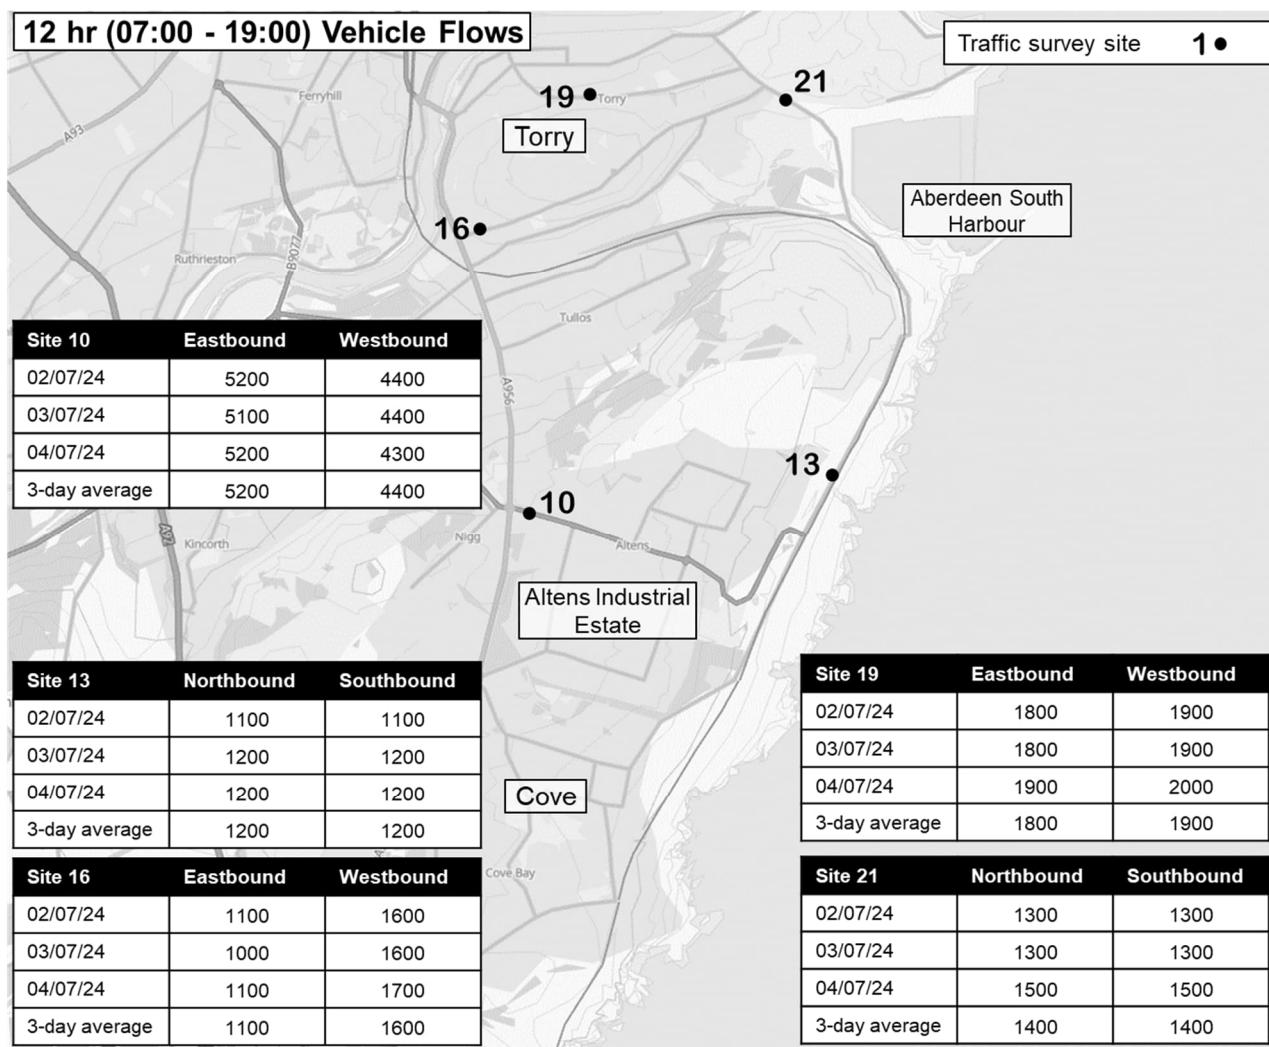 12 hr (07:00 - 19:00) Vehicle Flows
Traffic survey site 1
21
19
Torry
Ferryhill
A93
Torry
Aberdeen South
Harbour
16
B9077
Ruthrieston
Tullos
A956
Site 10 Eastbound Westbound
02/07/24 5200 4400
03/07/24 5100 4400
04/07/24 5200 4300
3-day average 5200 4400
13
10
A92
Kincorth
Nigg
Altens
Altens Industrial
Estate
Site 13 Northbound Southbound
02/07/24 1100 1100
03/07/24 1200 1200
04/07/24 1200 1200
3-day average 1200 1200
Cove
Cove Bay
Site 16 Eastbound Westbound
02/07/24 1100 1600
03/07/24 1000 1600
04/07/24 1100 1700
3-day average 1100 1600
Site 19 Eastbound Westbound
02/07/24 1800 1900
03/07/24 1800 1900
04/07/24 1900 2000
3-day average 1800 1900
Site 21 Northbound Southbound
02/07/24 1300 1300
03/07/24 1300 1300
04/07/24 1500 1500
3-day average 1400 1400